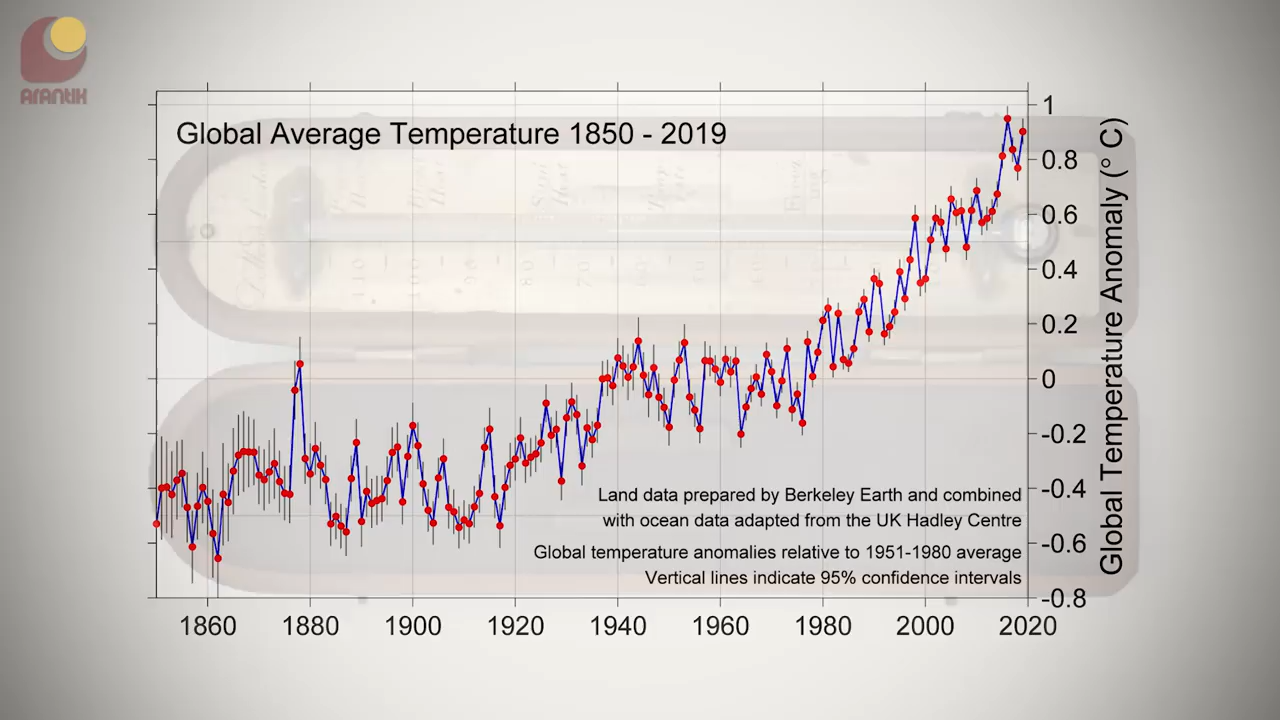 ArAntiK
Global Average Temperature 1850 - 2019
1
0.8
0.6
0.4
0.2
0
-0.2
-0.4
-0.6
-0.8
Global Temperature Anomaly (° C)
Land data prepared by Berkeley Earth and combined
with ocean data adapted from the UK Hadley Centre
Global temperature anomalies relative to 1951-1980 average
Vertical lines indicate 95% confidence intervals
1860 1880 1900 1920 1940 1960 1980 2000 2020